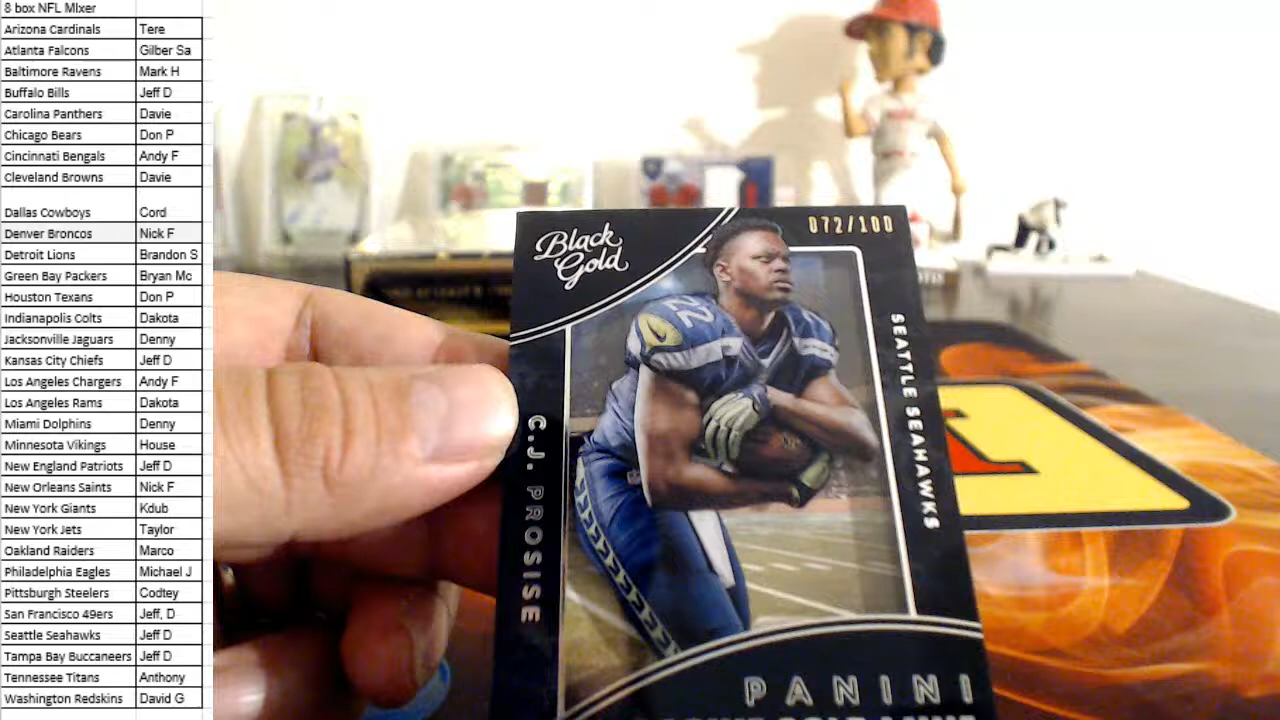 8 box NFL MIxer
Arizona Cardinals Tere
Atlanta Falcons Gilber Sa
Baltimore Ravens Mark H
Buffalo Bills Jeff D
Carolina Panthers Davie
Chicago Bears Don P
Cincinnati Bengals Andy F
Cleveland Browns Davie
Dallas Cowboys Cord
Denver Broncos Nick F
Detroit Lions Brandon S
Green Bay Packers Bryan Mc
Houston Texans Don P
Indianapolis Colts Dakota
Jacksonville Jaguars Denny
Kansas City Chiefs Jeff D
Los Angeles Chargers Andy F
Los Angeles Rams Dakota
Miami Dolphins Denny
Minnesota Vikings House
New England Patriots Jeff D
New Orleans Saints Nick F
New York Giants Kdub
New York Jets Taylor
Oakland Raiders Marco
Philadelphia Eagles Michael J
Pittsburgh Steelers Codtey
San Francisco 49ers Jeff, D
Seattle Seahawks Jeff D
Tampa Bay Buccaneers Jeff D
Tennessee Titans Anthony
Washington Redskins David G
Black
Gold
072/100
22
SEATTLE SEAHAWKS
C.J. PROSISE
PANINI